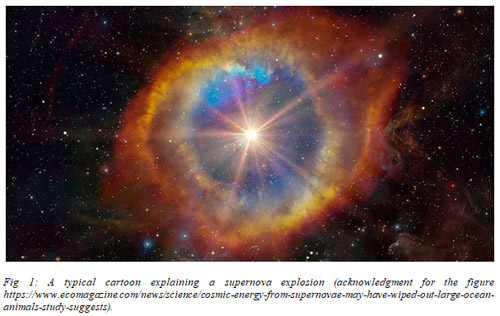 Fig 1: A typical cartoon explaining a supernova explosion (acknowledgment for the figure
https://www.ecomagazine.com/news/science/cosmic-energy-from-supernovae-may-have-wiped-out-large-ocean-
animals-study-suggests).